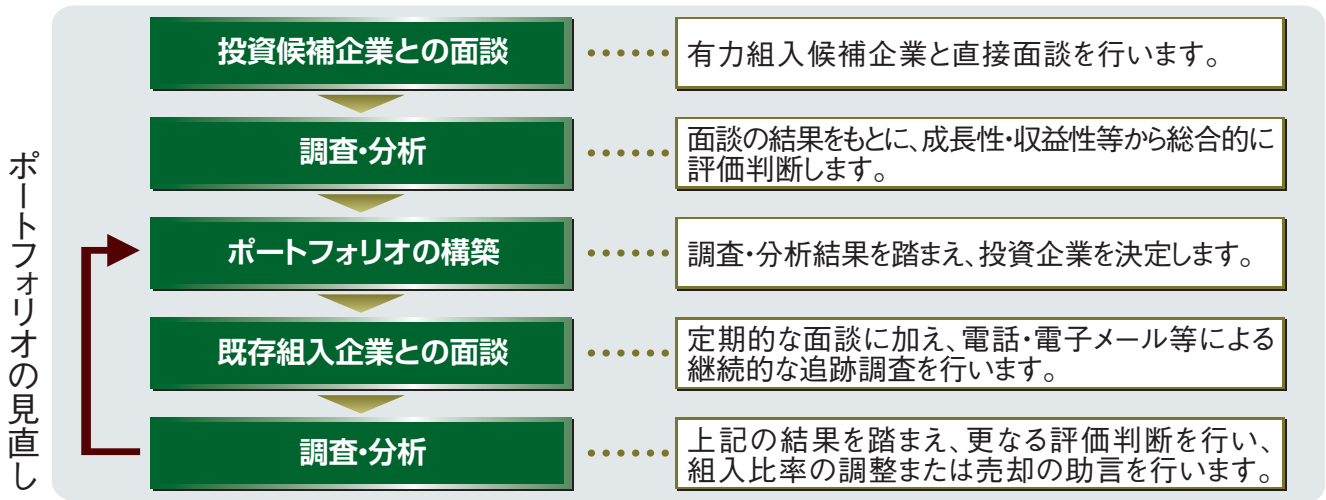 投資候補企業との面談
有力組入候補企業と直接面談を行います。
調査・分析
面談の結果をもとに、成長性・収益性等から総合的に
評価判断します。
ポートフォリオの構築
調査・分析結果を踏まえ、投資企業を決定します。
既存組入企業との面談
定期的な面談に加え、電話・電子メール等による
継続的な追跡調査を行います。
調査・分析
上記の結果を踏まえ、更なる評価判断を行い、
組入比率の調整または売却の助言を行います。
ポートフォリオの見直し